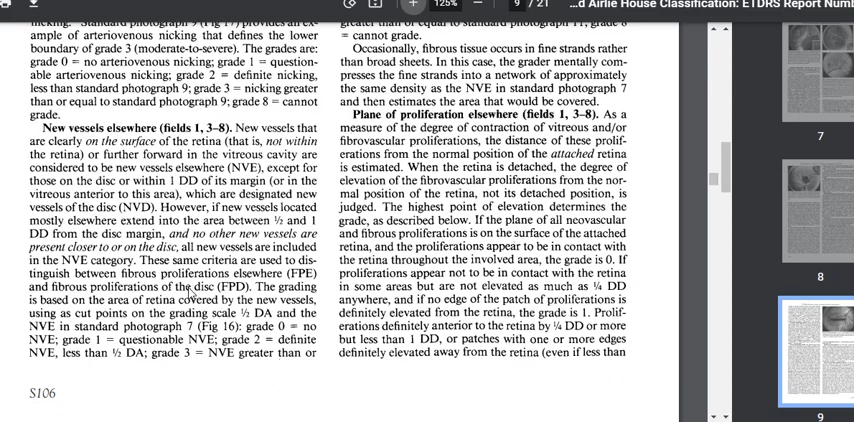 125%
9 / 21
...d Airlie House Classification: ETDRS Report Num
nicking. Standard photograph 9 (Fig 17) provides an ex-
ample of arteriovenous nicking that defines the lower
boundary of grade 3 (moderate-to-severe). The grades are:
grade 0 = no arteriovenous nicking; grade 1 = question-
able arteriovenous nicking; grade 2 = definite nicking,
less than standard photograph 9; grade 3 = nicking greater
than or equal to standard photograph 9; grade 8 = cannot
grade.
New vessels elsewhere (fields 1, 3–8). New vessels that
are clearly on the surface of the retina (that is, not within
the retina) or further forward in the vitreous cavity are
considered to be new vessels elsewhere (NVE), except for
those on the disc or within 1 DD of its margin (or in the
vitreous anterior to this area), which are designated new
vessels of the disc (NVD). However, if new vessels located
mostly elsewhere extend into the area between ½ and 1
DD from the disc margin, and no other new vessels are
present closer to or on the disc, all new vessels are included
in the NVE category. These same criteria are used to dis-
tinguish between fibrous proliferations elsewhere (FPE)
and fibrous proliferations of the disc (FPD). The grading
is based on the area of retina covered by the new vessels,
using as cut points on the grading scale ½ DA and the
NVE in standard photograph 7 (Fig 16): grade 0 = no
NVE; grade 1 = questionable NVE; grade 2 = definite
NVE, less than ½ DA; grade 3 = NVE greater than or
greater than or equal to standard photograph 11; grade 8
= cannot grade.
Occasionally, fibrous tissue occurs in fine strands rather
than broad sheets. In this case, the grader mentally com-
presses the fine strands into a network of approximately
the same density as the NVE in standard photograph 7
and then estimates the area that would be covered.
Plane of proliferation elsewhere (fields 1, 3–8). As a
measure of the degree of contraction of vitreous and/or
fibrovascular proliferations, the distance of these prolif-
erations from the normal position of the attached retina
is estimated. When the retina is detached, the degree of
elevation of the fibrovascular proliferations from the nor-
mal position of the retina, not its detached position, is
judged. The highest point of elevation determines the
grade, as described below. If the plane of all neovascular
and fibrous proliferations is on the surface of the attached
retina, and the proliferations appear to be in contact with
the retina throughout the involved area, the grade is 0. If
proliferations appear not to be in contact with the retina
in some areas but are not elevated as much as ¼ DD
anywhere, and if no edge of the patch of proliferations is
definitely elevated from the retina, the grade is 1. Prolif-
erations definitely anterior to the retina by ¼ DD or more
but less than 1 DD, or patches with one or more edges
definitely elevated away from the retina (even if less than
S106
7
8
9